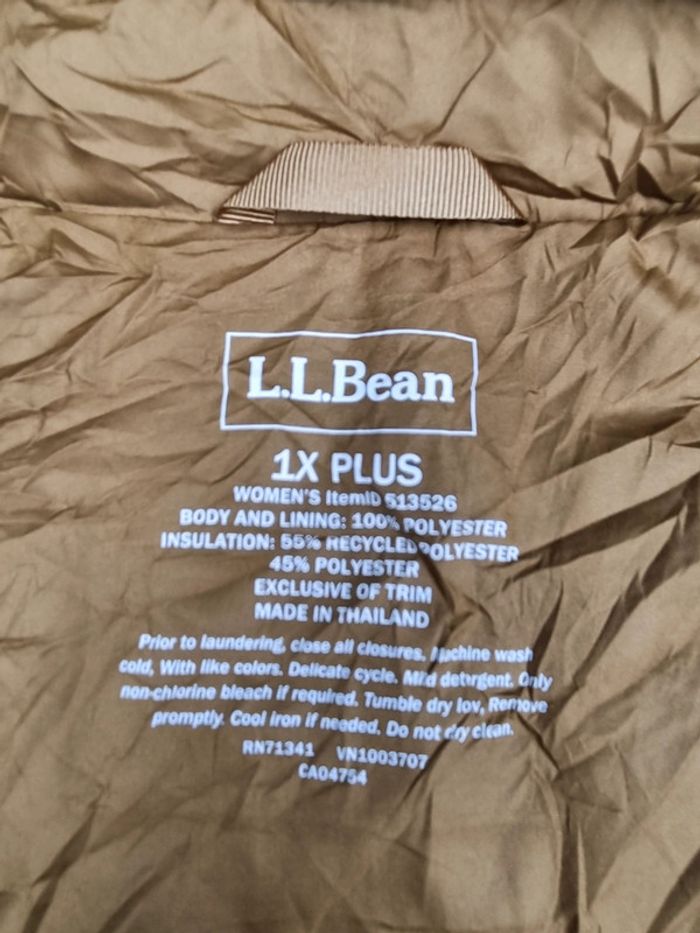 L.L.Bean
1X PLUS
WOMEN'S ItemID 513526
BODY AND LINING: 100% POLYESTER
INSULATION: 55% RECYCLED POLYESTER
45% POLYESTER
EXCLUSIVE OF TRIM
MADE IN THAILAND
Prior to laundering, close all closures. Machine wash
cold, With like colors. Delicate cycle. Mild detergent. Only
non-chlorine bleach if required. Tumble dry low, Remove
promptly. Cool iron if needed. Do not dry clean.
RN71341 VN1003707
CA04754